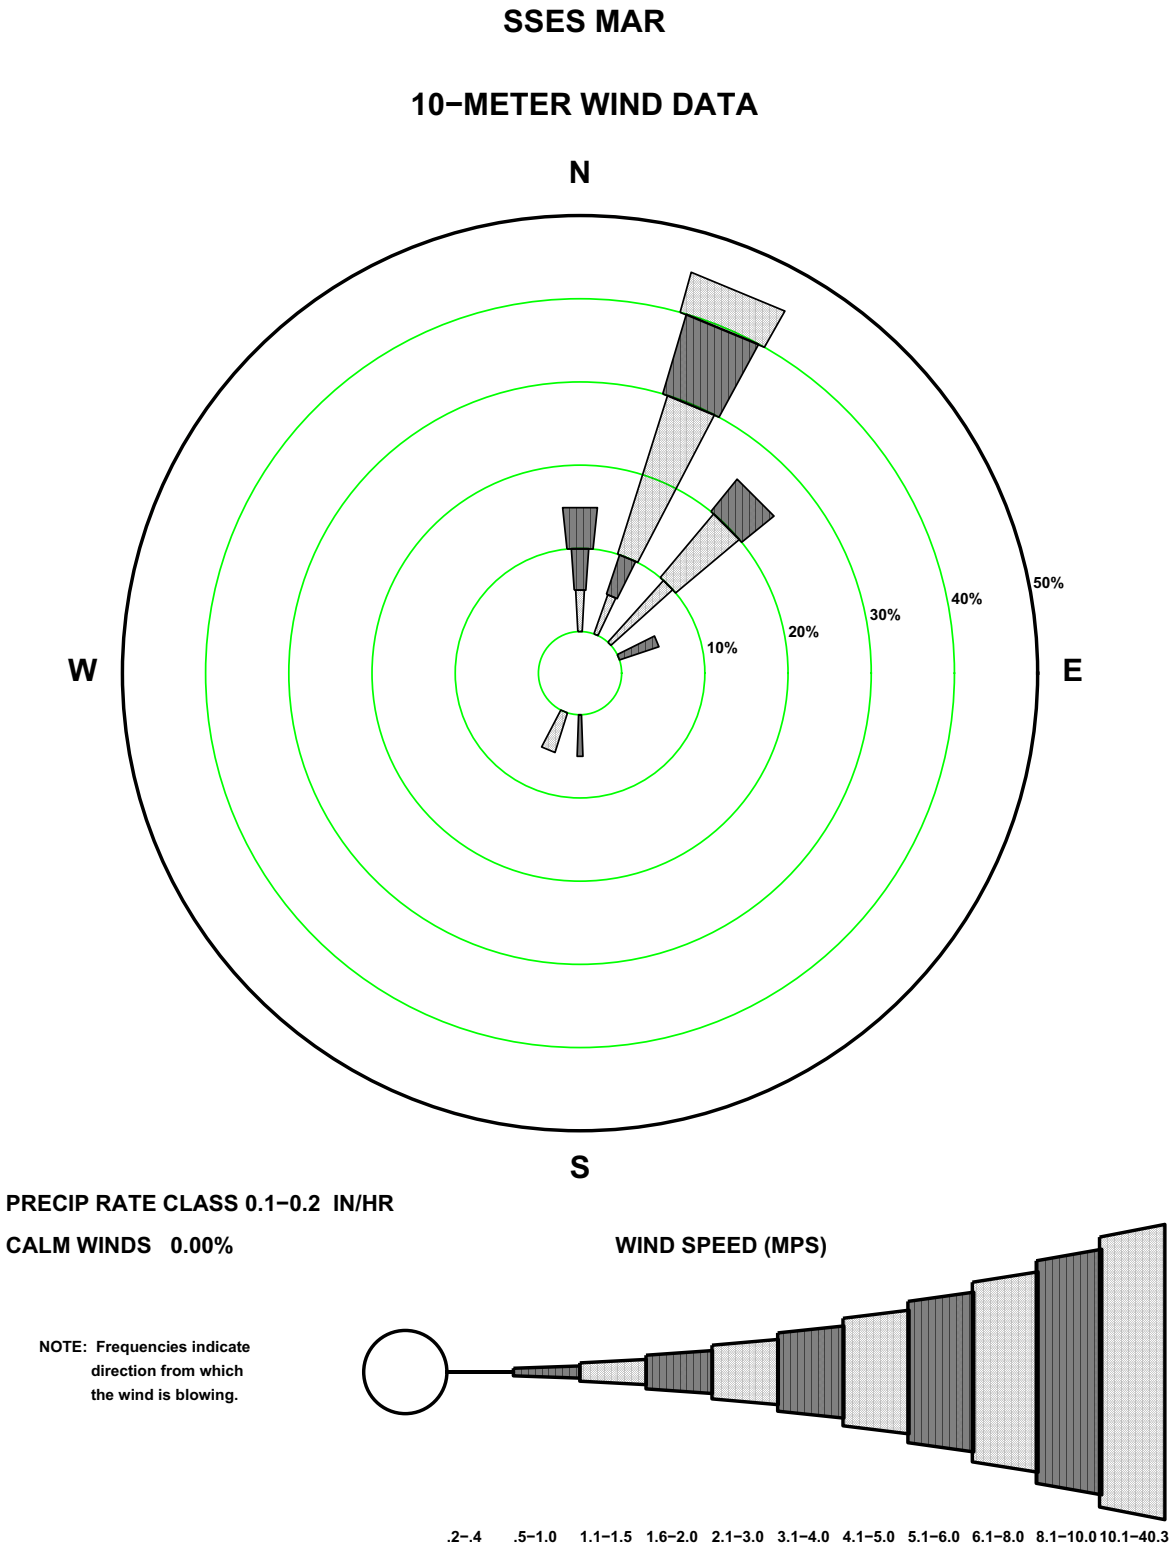 SSES MAR
10−METER WIND DATA
N
50%
40%
30%
20%
10%
W
E
S
PRECIP RATE CLASS 0.1−0.2 IN/HR
CALM WINDS 0.00%
WIND SPEED (MPS)
NOTE: Frequencies indicate
direction from which
the wind is blowing.
.2−.4 .5−1.0 1.1−1.5 1.6−2.0 2.1−3.0 3.1−4.0 4.1−5.0 5.1−6.0 6.1−8.0 8.1−10.0 10.1−40.3